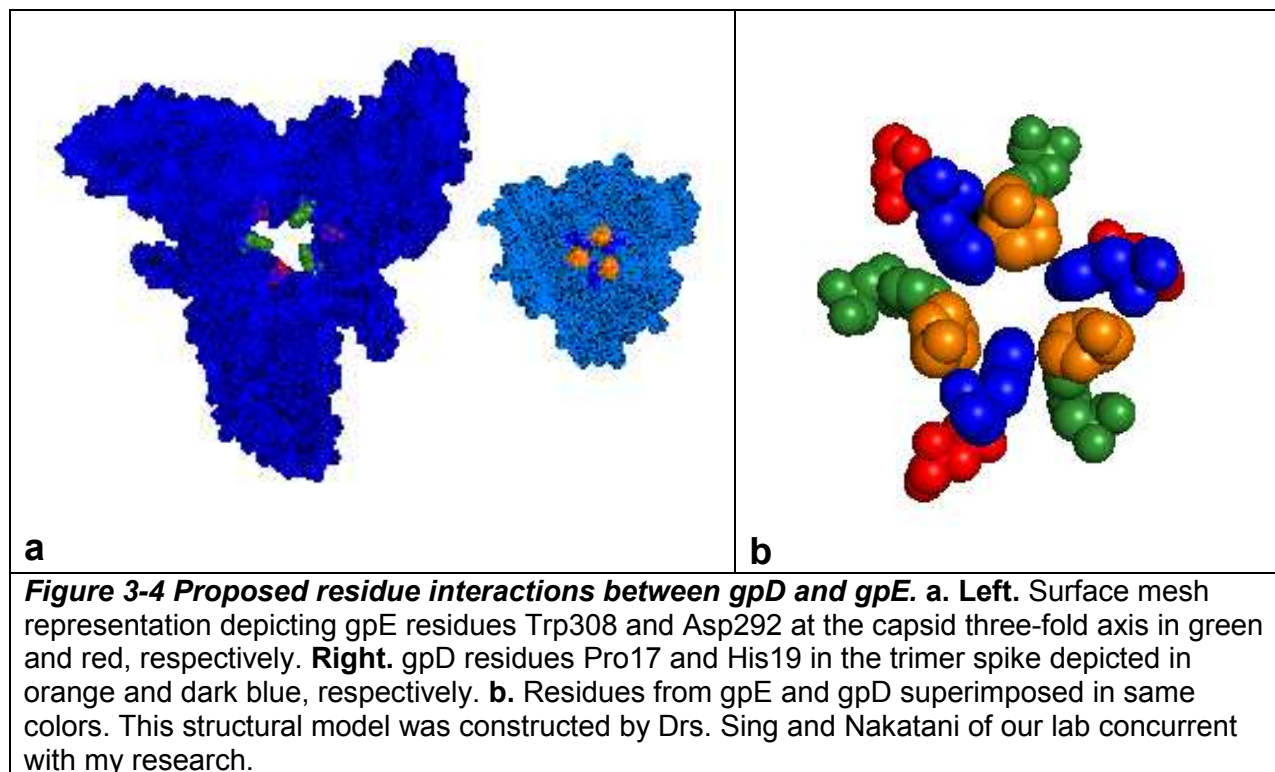 a
b
Figure 3-4 Proposed residue interactions between gpD and gpE. a. Left. Surface mesh
representation depicting gpE residues Trp308 and Asp292 at the capsid three-fold axis in green
and red, respectively. Right. gpD residues Pro17 and His19 in the trimer spike depicted in
orange and dark blue, respectively. b. Residues from gpE and gpD superimposed in same
colors. This structural model was constructed by Drs. Sing and Nakatani of our lab concurrent
with my research.